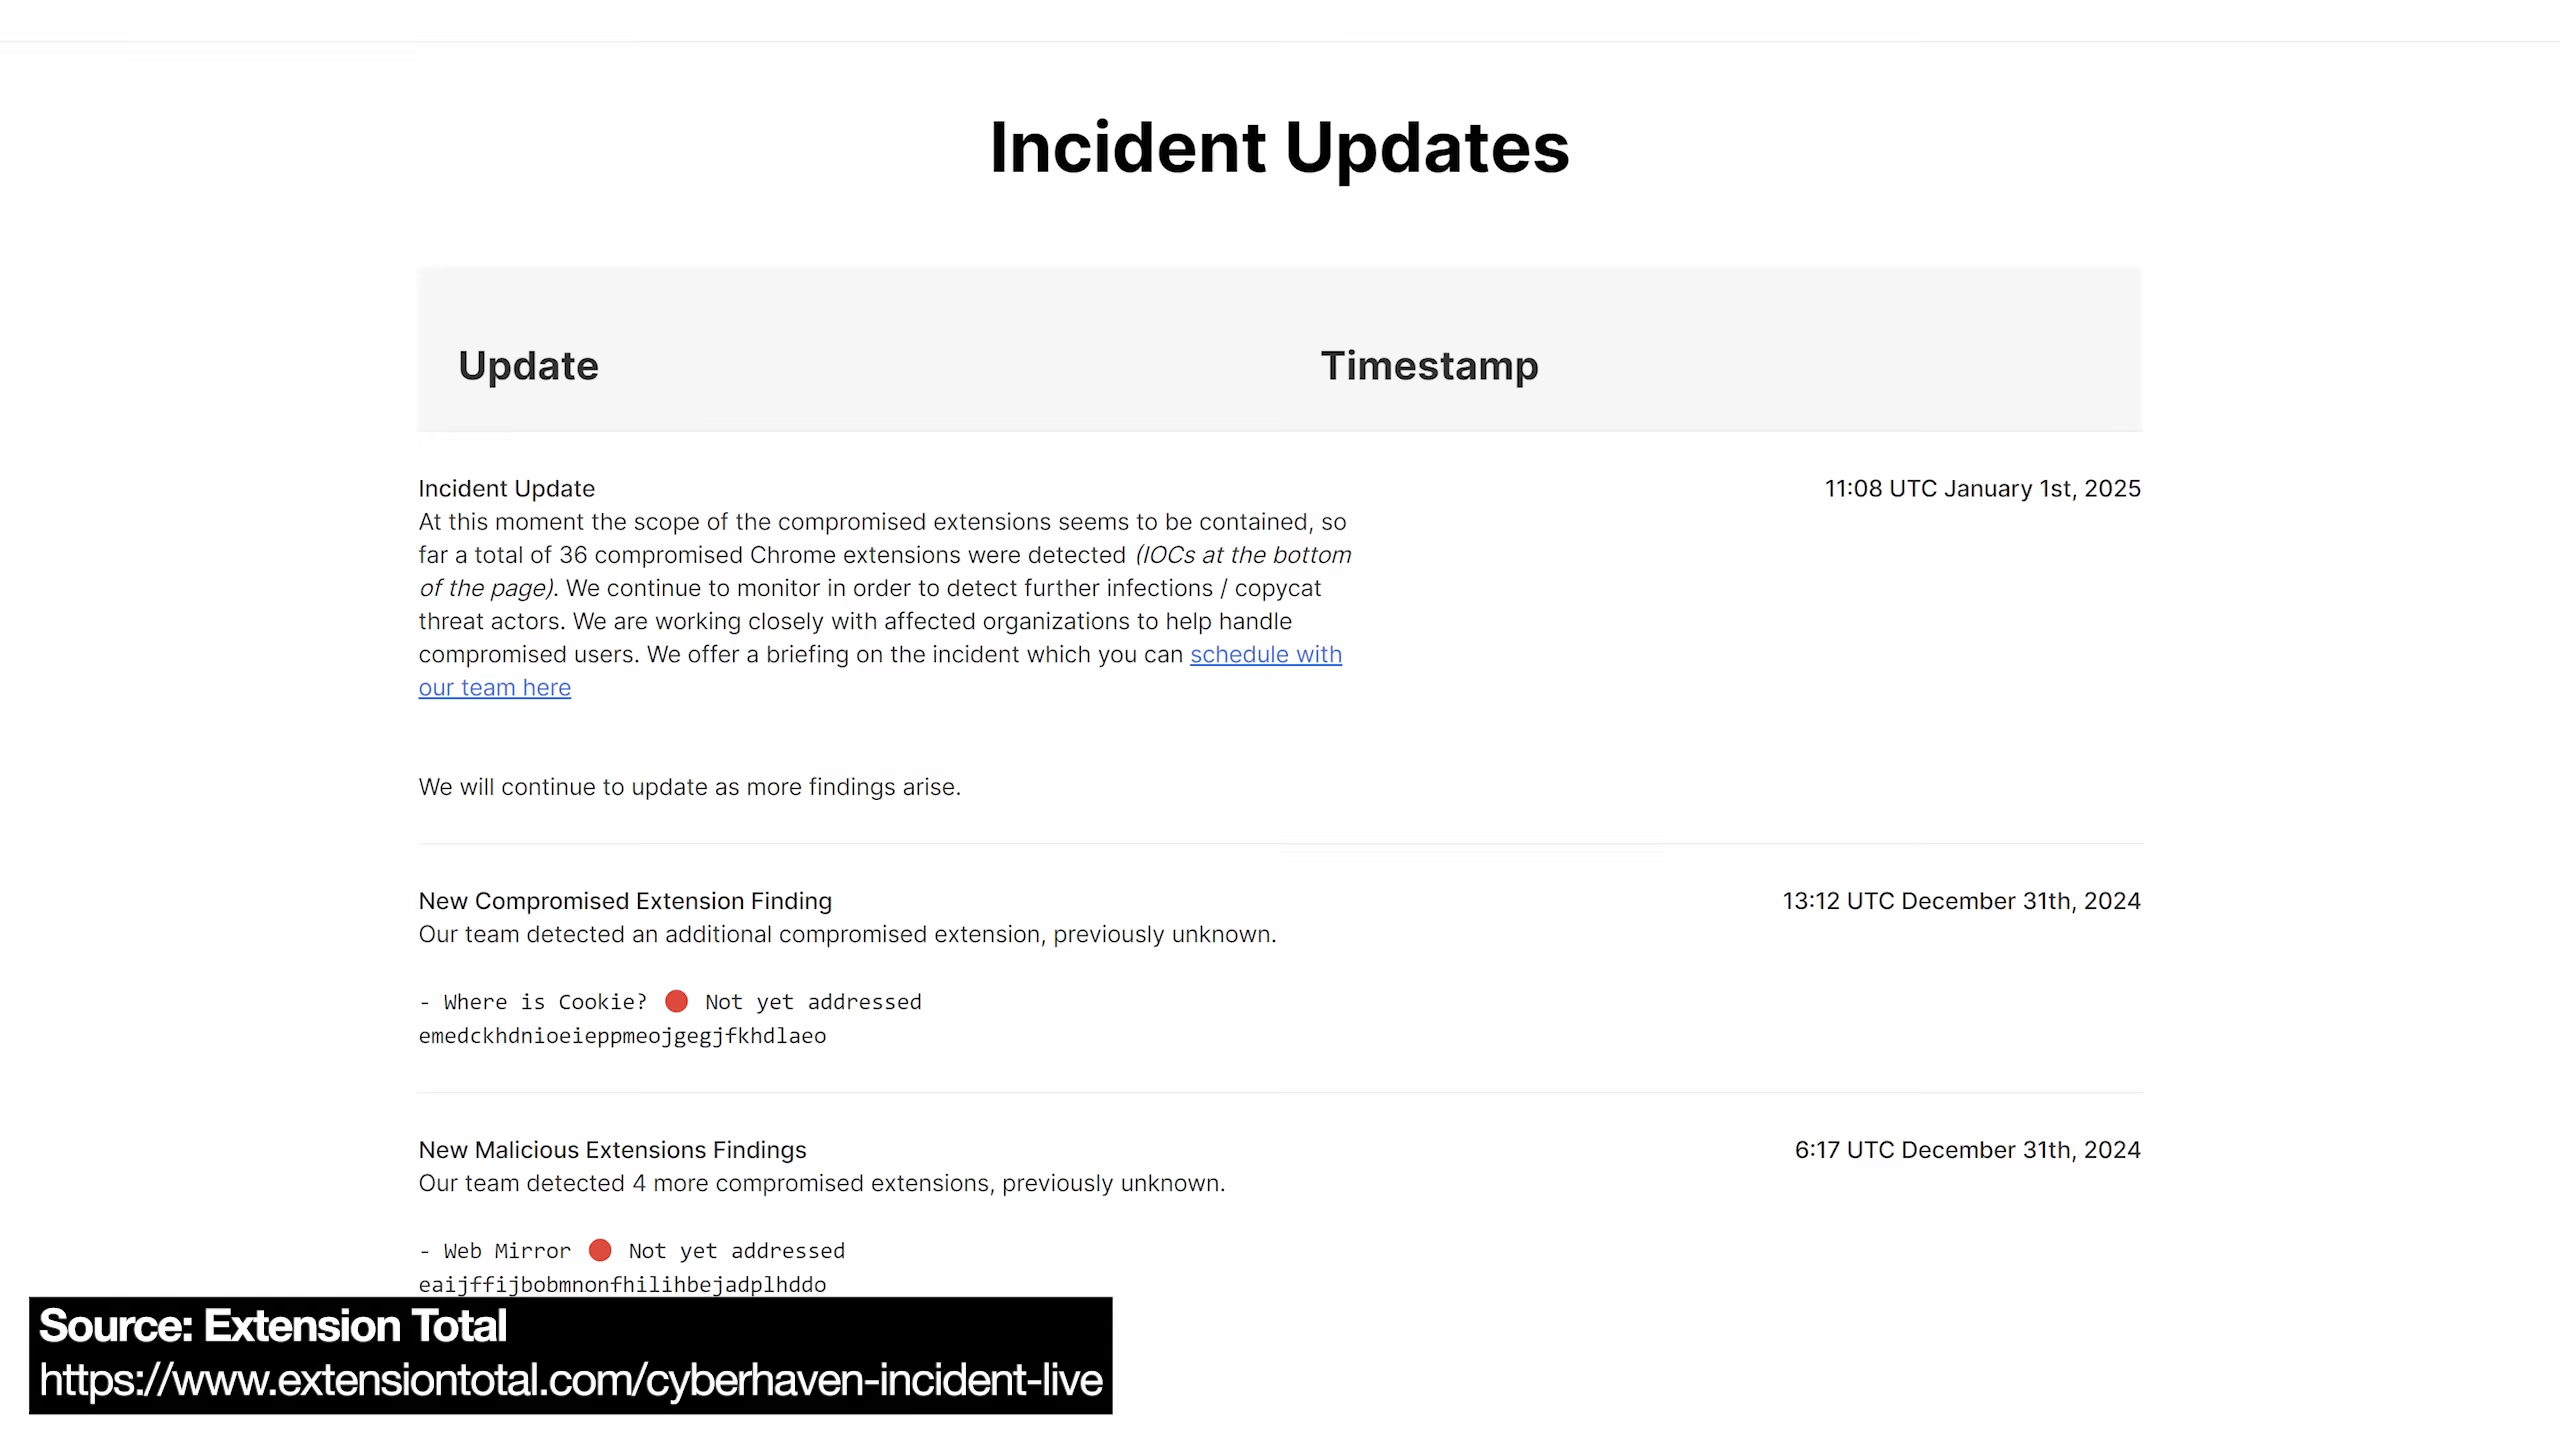 Incident Updates
Update
Timestamp
Incident Update
11:08 UTC January 1st, 2025
At this moment the scope of the compromised extensions seems to be contained, so
far a total of 36 compromised Chrome extensions were detected (IOCs at the bottom
of the page). We continue to monitor in order to detect further infections / copycat
threat actors. We are working closely with affected organizations to help handle
compromised users. We offer a briefing on the incident which you can schedule with
our team here
We will continue to update as more findings arise.
New Compromised Extension Finding
13:12 UTC December 31th, 2024
Our team detected an additional compromised extension, previously unknown.
- Where is Cookie? 🔴 Not yet addressed
emedckhdnioeieppmeojgegjfkhdlaeo
New Malicious Extensions Findings
6:17 UTC December 31th, 2024
Our team detected 4 more compromised extensions, previously unknown.
- Web Mirror 🔴 Not yet addressed
eaijffijbobmnonfhilihbejadplhddo
Source: Extension Total
https://www.extensiontotal.com/cyberhaven-incident-live